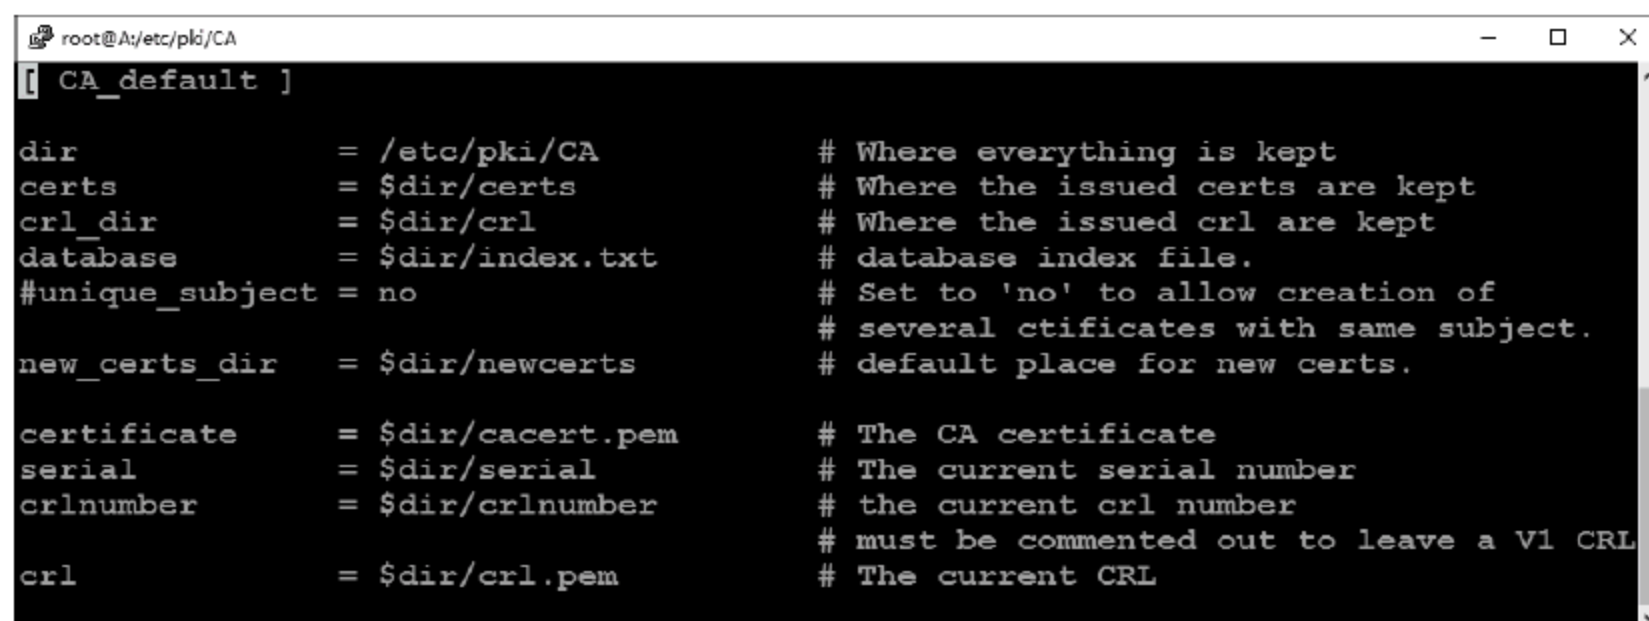 root@A:/etc/pki/CA
[ CA_default ]
dir = /etc/pki/CA # Where everything is kept
certs = $dir/certs # Where the issued certs are kept
crl_dir = $dir/crl # Where the issued crl are kept
database = $dir/index.txt # database index file.
#unique_subject = no # Set to 'no' to allow creation of
# several ctificates with same subject.
new_certs_dir = $dir/newcerts # default place for new certs.
certificate = $dir/cacert.pem # The CA certificate
serial = $dir/serial # The current serial number
crlnumber = $dir/crlnumber # the current crl number
# must be commented out to leave a V1 CRL
crl = $dir/crl.pem # The current CRL